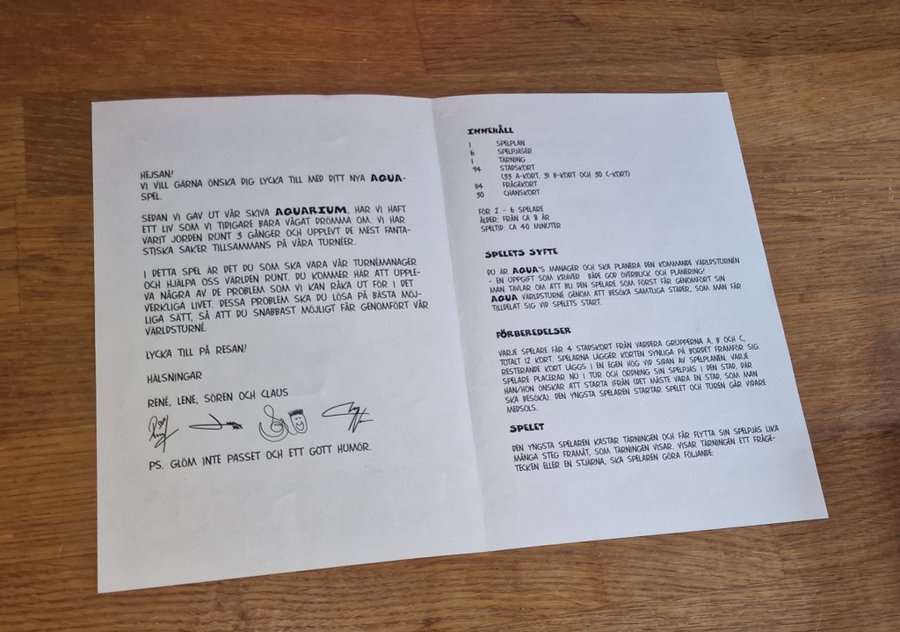 HEJSAN!
VI VILL GÄRNA ÖNSKA DIG LYCKA TILL MED DITT NYA AQUA-
SPEL.
SEDAN VI GAV UT VÅR SKIVA AQUARIUM, HAR VI HAFT
ETT LIV SOM VI TIDIGARE BARA VÅGAT DRÖMMA OM. VI HAR
VARIT JORDEN RUNT 3 GÅNGER OCH UPPLEVT DE MEST FANTA-
STISKA SAKER TILLSAMMANS PÅ VÅRA TURNÉER.
I DETTA SPEL ÄR DET DU SOM SKA VARA VÅR TURNÉMANAGER
OCH HJÄLPA OSS VÄRLDEN RUNT. DU KOMMER HÄR ATT UPPLE-
VA NÅGRA AV DE PROBLEM SOM VI KAN RÅKA UT FÖR I DET
VERKLIGA LIVET. DESSA PROBLEM SKA DU LÖSA PÅ BÄSTA MÖJ-
LIGA SÄTT, SÅ ATT DU SNABBAST MÖJLIGT FÅR GENOMFÖRT VÅR
VÄRLDSTURNÉ.
LYCKA TILL PÅ RESAN!
HÄLSNINGAR
RENÉ, LENE, SÖREN OCH CLAUS
PS. GLÖM INTE PASSET OCH ETT GOTT HUMÖR.
INNEHÅLL
1 SPELPLAN
6 SPELPJÄSER
1 TÄRNING
94 STADSKORT
(33 A-KORT, 31 B-KORT OCH 30 C-KORT)
84 FRÅGEKORT
30 CHANSKORT
FÖR 2 - 6 SPELARE
ÅLDER: FRÅN CA 8 ÅR
SPELTID: CA 40 MINUTER
SPELETS SYFTE
DU ÄR AQUA'S MANAGER OCH SKA PLANERA DEN KOMMANDE VÄRLDSTURNÉN
- EN UPPGIFT SOM KRÄVER BÅDE GOD ÖVERBLICK OCH PLANERING!
MAN TÄVLAR OM ATT BLI DEN SPELARE SOM FÖRST FÅR GENOMFÖRT SIN
AQUA VÄRLDSTURNÉ GENOM ATT BESÖKA SAMTLIGA STÄDER, SOM MAN FÅR
TILLDELAT SIG VID SPELETS START.
FÖRBEREDELSER
VARJE SPELARE FÅR 4 STADSKORT FRÅN VARDERA GRUPPERNA A, B OCH C,
TOTALT 12 KORT. SPELARNA LÄGGER KORTEN SYNLIGA PÅ BORDET FRAMFÖR SIG.
RESTERANDE KORT LÄGGS I EN EGEN HÖG VID SIDAN AV SPELPLANEN. VARJE
SPELARE PLACERAR NU I TUR OCH ORDNING SIN SPELPJÄS I DEN STAD, DÄR
HAN/HON ÖNSKAR ATT STARTA IFRÅN (DET MÅSTE VARA EN STAD, SOM MAN
SKA BESÖKA). DEN YNGSTA SPELAREN STARTAR SPELET OCH TUREN GÅR VIDARE
MEDSOLS.
SPELET
DEN YNGSTA SPELAREN KASTAR TÄRNINGEN OCH FÅR FLYTTA SIN SPELPJÄS LIKA
MÅNGA STEG FRAMÅT, SOM TÄRNINGEN VISAR. VISAR TÄRNINGEN ETT FRÅGE-
TECKEN ELLER EN STJÄRNA, SKA SPELAREN GÖRA FÖLJANDE: